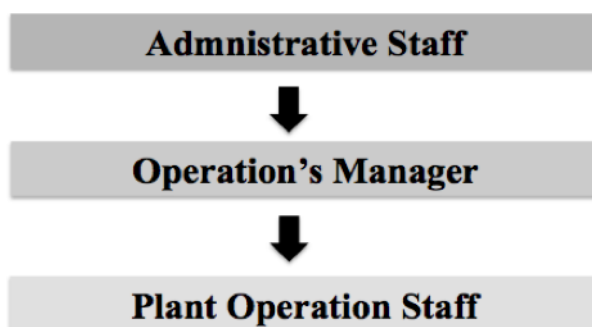 Admnistrative Staff
Operation’s Manager
Plant Operation Staff